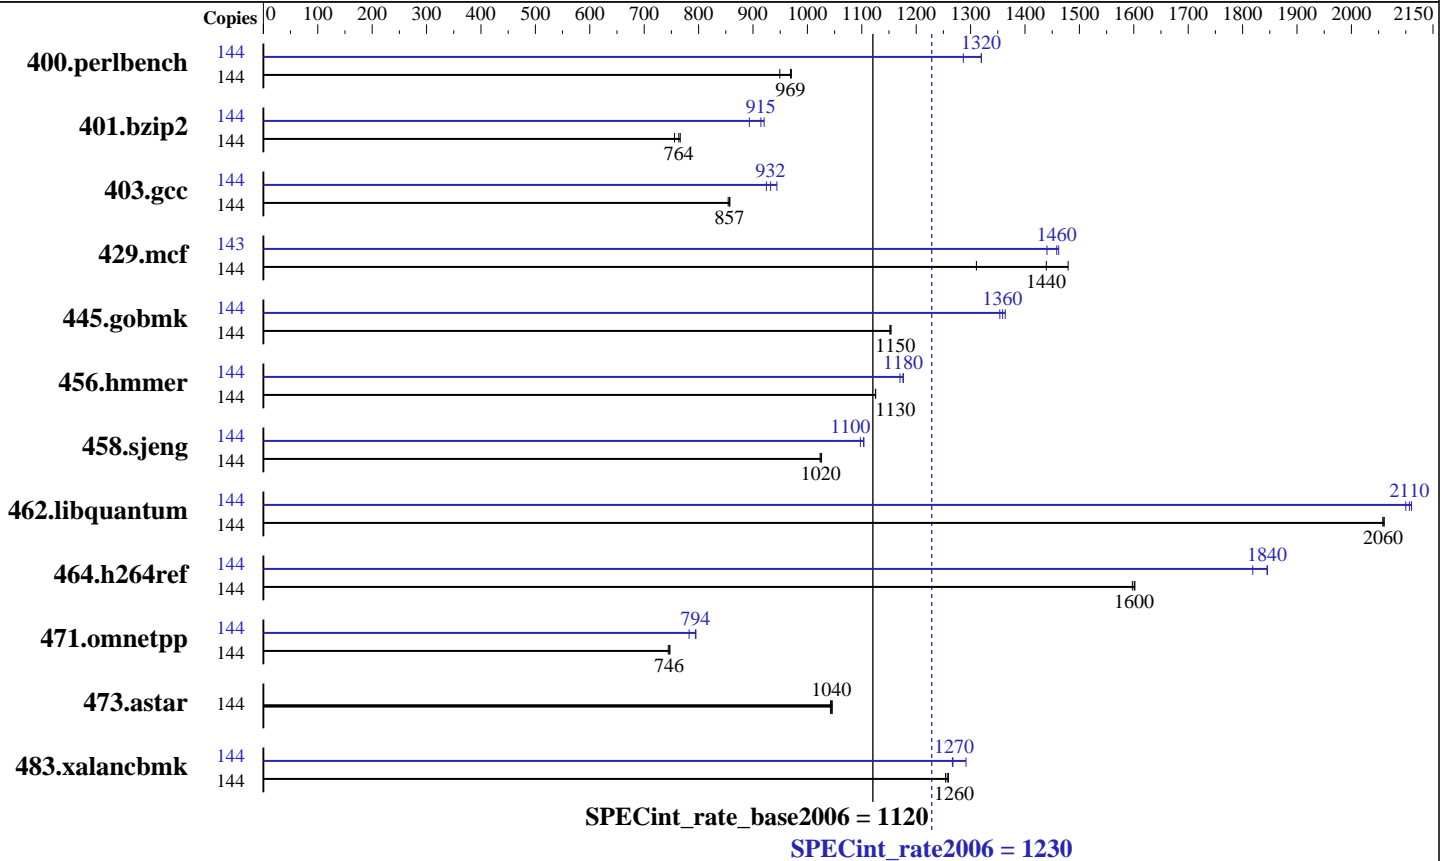 Copies 0 100 200 300 400 500 600 700 800 900 1000 1100 1200 1300 1400 1500 1600 1700 1800 1900 2000 2150
400.perlbench 144 1320
144 969
401.bzip2 144 915
144 764
403.gcc 144 932
144 857
429.mcf 143 1460
144 1440
445.gobmk 144 1360
144 1150
456.hmmer 144 1180
144 1130
458.sjeng 144 1100
144 1020
462.libquantum 144 2110
144 2060
464.h264ref 144 1840
144 1600
471.omnetpp 144 794
144 746
473.astar 144 1040
483.xalancbmk 144 1270
144 1260
SPECint_rate_base2006 = 1120
SPECint_rate2006 = 1230